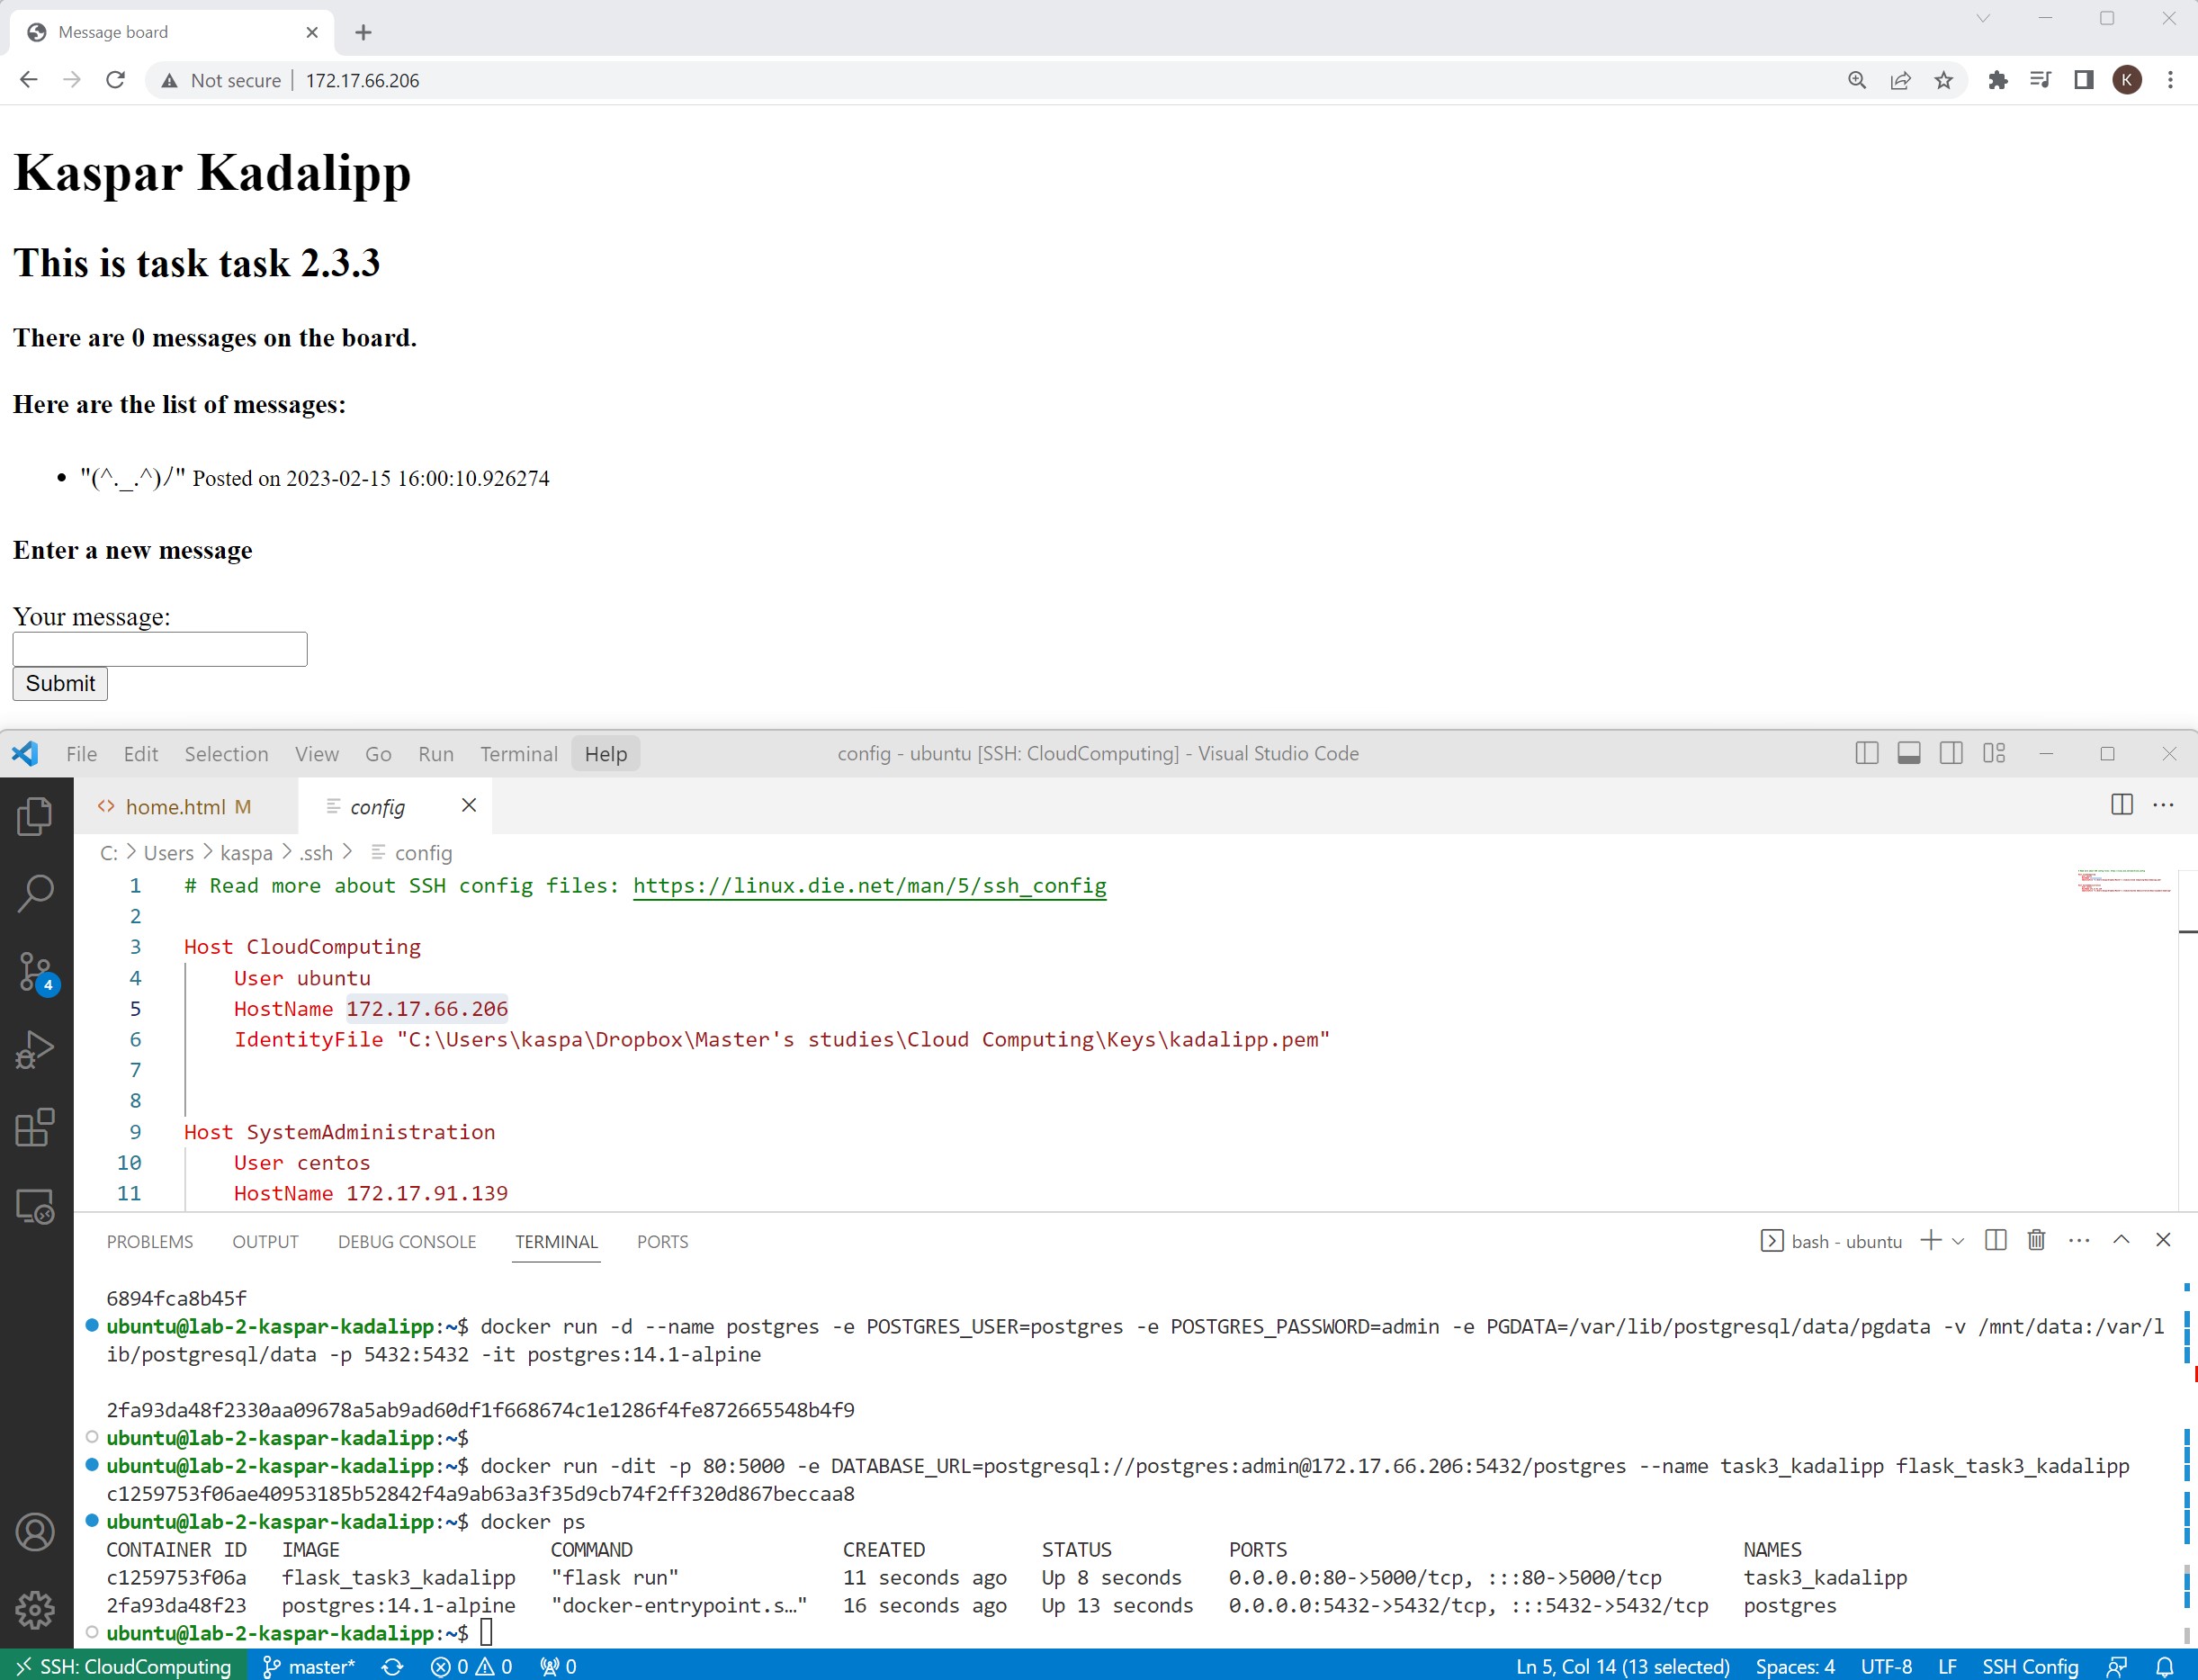 Message board
Not secure | 172.17.66.206
K
Kaspar Kadalipp
This is task task 2.3.3
There are 0 messages on the board.
Here are the list of messages:
• "(^._.^)ﾉ" Posted on 2023-02-15 16:00:10.926274
Enter a new message
Your message:
Submit
File Edit Selection View Go Run Terminal Help config - ubuntu [SSH: CloudComputing] - Visual Studio Code
home.html M config
C: > Users > kaspa > .ssh > config
1 # Read more about SSH config files: https://linux.die.net/man/5/ssh_config
2
3 Host CloudComputing
4 User ubuntu
5 HostName 172.17.66.206
6 IdentityFile "C:\Users\kaspa\Dropbox\Master's studies\Cloud Computing\Keys\kadalipp.pem"
7
8
9 Host SystemAdministration
10 User centos
11 HostName 172.17.91.139
4
PROBLEMS OUTPUT DEBUG CONSOLE TERMINAL PORTS bash - ubuntu
6894fca8b45f
ubuntu@lab-2-kaspar-kadalipp:~$ docker run -d --name postgres -e POSTGRES_USER=postgres -e POSTGRES_PASSWORD=admin -e PGDATA=/var/lib/postgresql/data/pgdata -v /mnt/data:/var/l
ib/postgresql/data -p 5432:5432 -it postgres:14.1-alpine
2fa93da48f2330aa09678a5ab9ad60df1f668674c1e1286f4fe872665548b4f9
ubuntu@lab-2-kaspar-kadalipp:~$
ubuntu@lab-2-kaspar-kadalipp:~$ docker run -dit -p 80:5000 -e DATABASE_URL=postgresql://postgres:admin@172.17.66.206:5432/postgres --name task3_kadalipp flask_task3_kadalipp
c1259753f06ae40953185b52842f4a9ab63a3f35d9cb74f2ff320d867beccaa8
ubuntu@lab-2-kaspar-kadalipp:~$ docker ps
CONTAINER ID IMAGE COMMAND CREATED STATUS PORTS NAMES
c1259753f06a flask_task3_kadalipp "flask run" 11 seconds ago Up 8 seconds 0.0.0.0:80->5000/tcp, :::80->5000/tcp task3_kadalipp
2fa93da48f23 postgres:14.1-alpine "docker-entrypoint.s…" 16 seconds ago Up 13 seconds 0.0.0.0:5432->5432/tcp, :::5432->5432/tcp postgres
ubuntu@lab-2-kaspar-kadalipp:~$
SSH: CloudComputing master* 0 0 0 Ln 5, Col 14 (13 selected) Spaces: 4 UTF-8 LF SSH Config